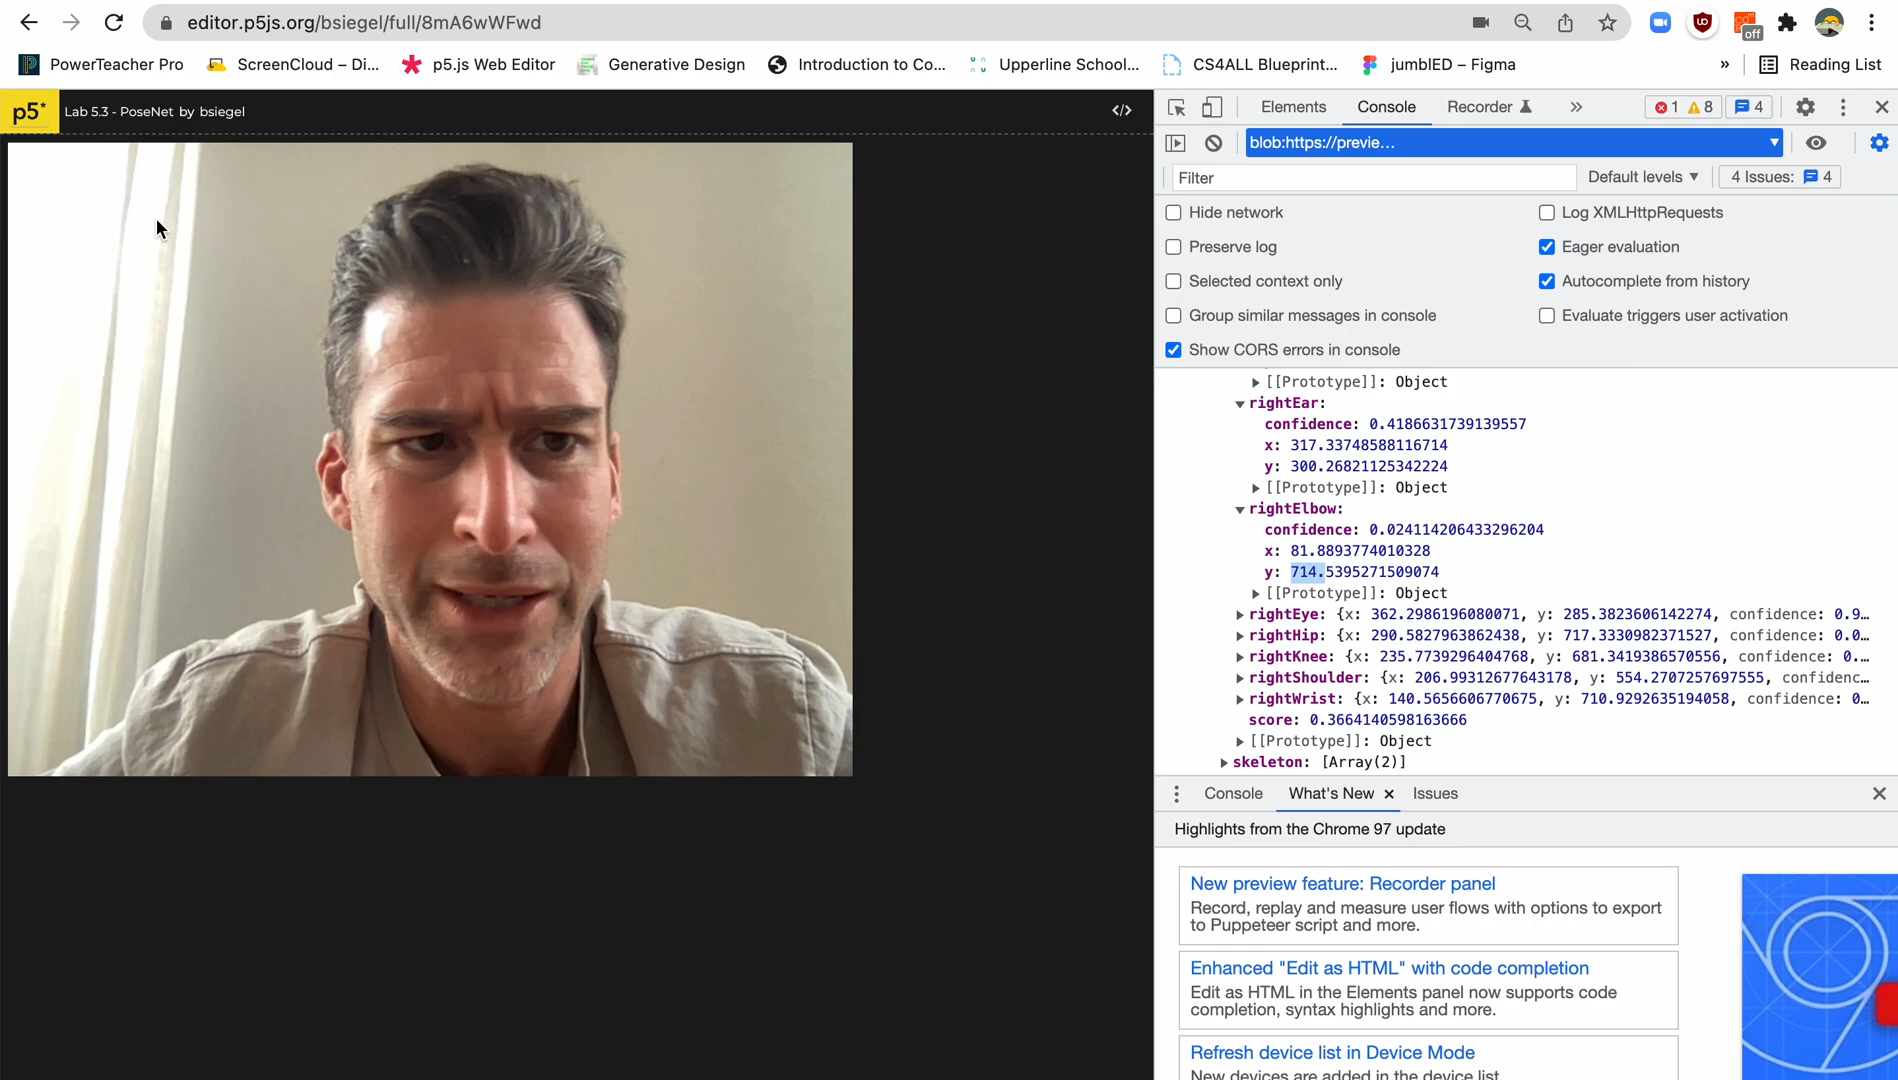 editor.p5js.org/bsiegel/full/8mA6wWFwd
off
PowerTeacher Pro ScreenCloud – Di... p5.js Web Editor Generative Design Introduction to Co... Upperline School... CS4ALL Blueprint... jumblED – Figma » Reading List
p5* Lab 5.3 - PoseNet by bsiegel </>
Elements Console Recorder » 1 8 4
blob:https://previe…
Filter Default levels ▼ 4 Issues: 4
Hide network Log XMLHttpRequests
Preserve log Eager evaluation
Selected context only Autocomplete from history
Group similar messages in console Evaluate triggers user activation
Show CORS errors in console
▶ [[Prototype]]: Object
▼ rightEar:
confidence: 0.4186631739139557
x: 317.33748588116714
y: 300.26821125342224
▶ [[Prototype]]: Object
▼ rightElbow:
confidence: 0.024114206433296204
x: 81.8893774010328
y: 714.5395271509074
▶ [[Prototype]]: Object
▶ rightEye: {x: 362.2986196080071, y: 285.3823606142274, confidence: 0.9…
▶ rightHip: {x: 290.5827963862438, y: 717.3330982371527, confidence: 0.0…
▶ rightKnee: {x: 235.7739296404768, y: 681.3419386570556, confidence: 0.…
▶ rightShoulder: {x: 206.99312677643178, y: 554.2707257697555, confidenc…
▶ rightWrist: {x: 140.5656606770675, y: 710.9292635194058, confidence: 0…
score: 0.3664140598163666
▶ [[Prototype]]: Object
▶ skeleton: [Array(2)]
Console What's New × Issues
Highlights from the Chrome 97 update
New preview feature: Recorder panel
Record, replay and measure user flows with options to export
to Puppeteer script and more.
Enhanced "Edit as HTML" with code completion
Edit as HTML in the Elements panel now supports code
completion, syntax highlights and more.
Refresh device list in Device Mode
New devices are added in the device list